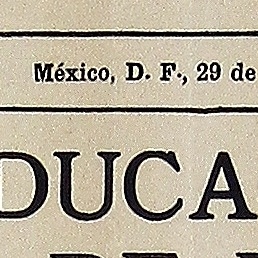 México, D. F., 29 de
DUCA